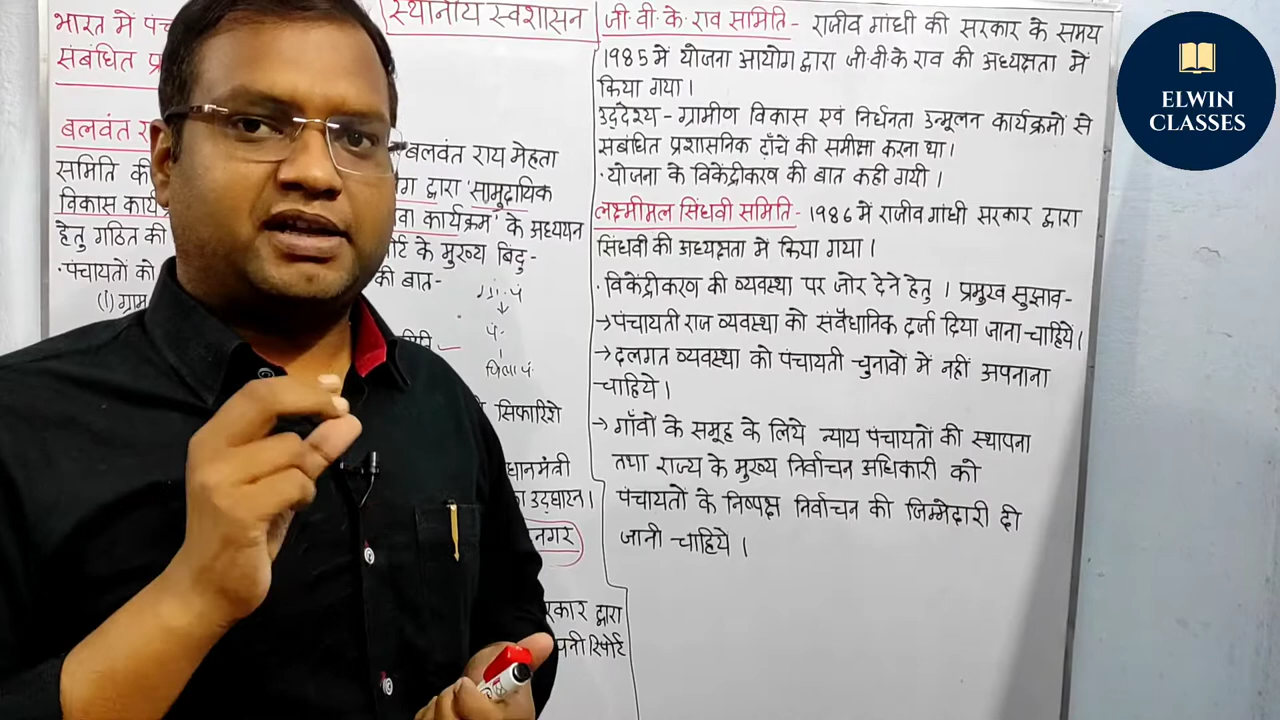 स्थानीय स्वशासन
भारत में
संबंधित
बलवंत
बलवंत राय मेहता
समिति की
द्वारा 'सामुदायिक
विकास
कार्यक्रम" के अध्ययन
हेतु गठित की
के मुख्य बिंदु-
·पंचायतों को
की बात-
(i) ग्राम
सिफारिशे
उद्घाटन।
नगर
द्वारा
जी॰वी॰के॰ राव समिति - राजीव गांधी की सरकार के समय
1985 में योजना आयोग द्वारा जी॰वी॰के राव की अध्यक्षता में
किया गया।
उद्देश्य - ग्रामीण विकास एवं निर्धनता उन्मूलन कार्यक्रमों से
संबंधित प्रशासनिक ढाँचे की समीक्षा करना था।
·योजना के विकेंद्रीकरण की बात कही गयी।
लक्ष्मीमल सिंघवी समिति - 1986 में राजीव गांधी सरकार द्वारा
सिंघवी की अध्यक्षता में किया गया।
·विकेंद्रीकरण की व्यवस्था पर जोर देने हेतु। प्रमुख सुझाव-
→पंचायती राज व्यवस्था को संवैधानिक दर्जा दिया जाना चाहिये।
→दलगत व्यवस्था को पंचायती चुनावों में नहीं अपनाना
चाहिये।
→ गाँवों के समूह के लिये न्याय पंचायतों की स्थापना
तथा राज्य के मुख्य निर्वाचन अधिकारी को
पंचायतों के निष्पक्ष निर्वाचन की जिम्मेदारी दी
जानी चाहिये।
ELWIN
CLASSES